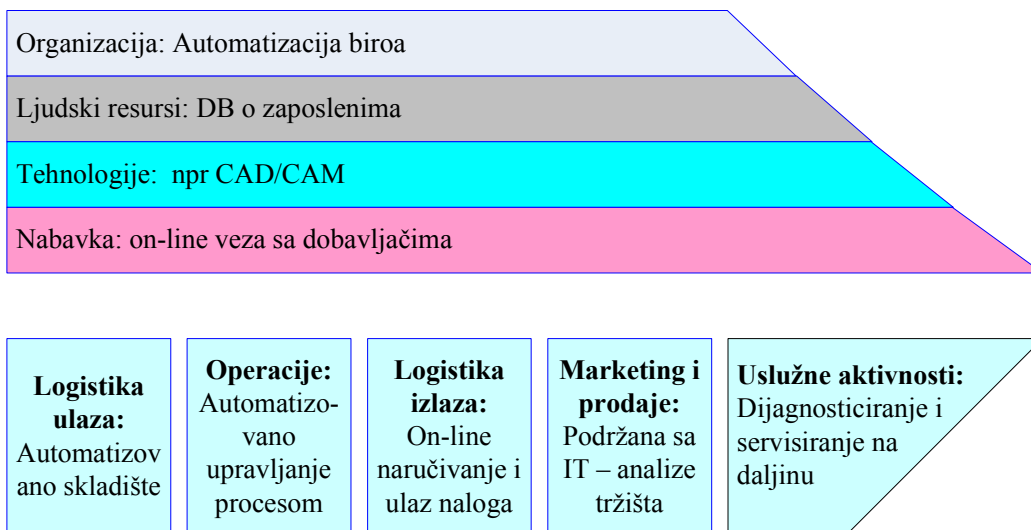 Organizacija: Automatizacija biroa
Ljudski resursi: DB o zaposlenima
Tehnologije:  npr CAD/CAM
Nabavka: on-line veza sa dobavljačima
Logistika
ulaza:
Automatizov
ano skladište
Operacije:
Automatizo-
vano
upravljanje
procesom
Logistika
izlaza:
On-line
naručivanje i
ulaz naloga
Marketing i
prodaje:
Podržana sa
IT – analize
tržišta
Uslužne aktivnosti:
Dijagnosticiranje i
servisiranje na
daljinu